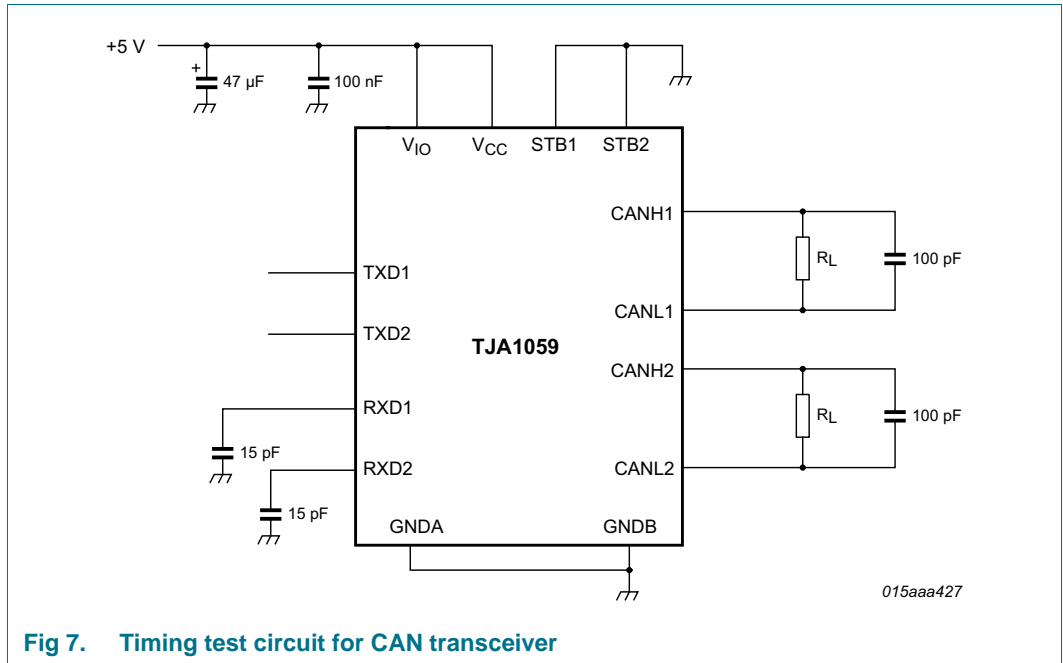 +5 V
+
47 µF
100 nF
VIO
VCC
STB1
STB2
CANH1
RL
100 pF
CANL1
TXD1
TXD2
TJA1059
CANH2
RL
100 pF
CANL2
RXD1
15 pF
RXD2
15 pF
GNDA
GNDB
015aaa427
Fig 7. Timing test circuit for CAN transceiver